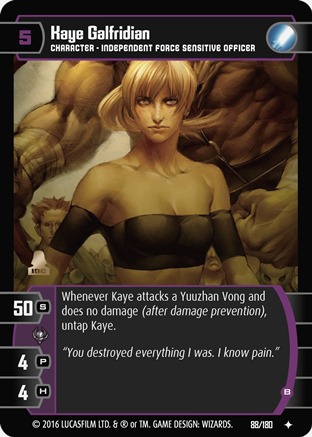 5 Kaye Galfridian
CHARACTER - INDEPENDENT FORCE SENSITIVE OFFICER
50 S
4 P
4 H
Whenever Kaye attacks a Yuuzhan Vong and
does no damage (after damage prevention),
untap Kaye.
"You destroyed everything I was. I know pain."
B
© 2016 LUCASFILM LTD. & ® or TM. GAME DESIGN: WIZARDS. 88/180